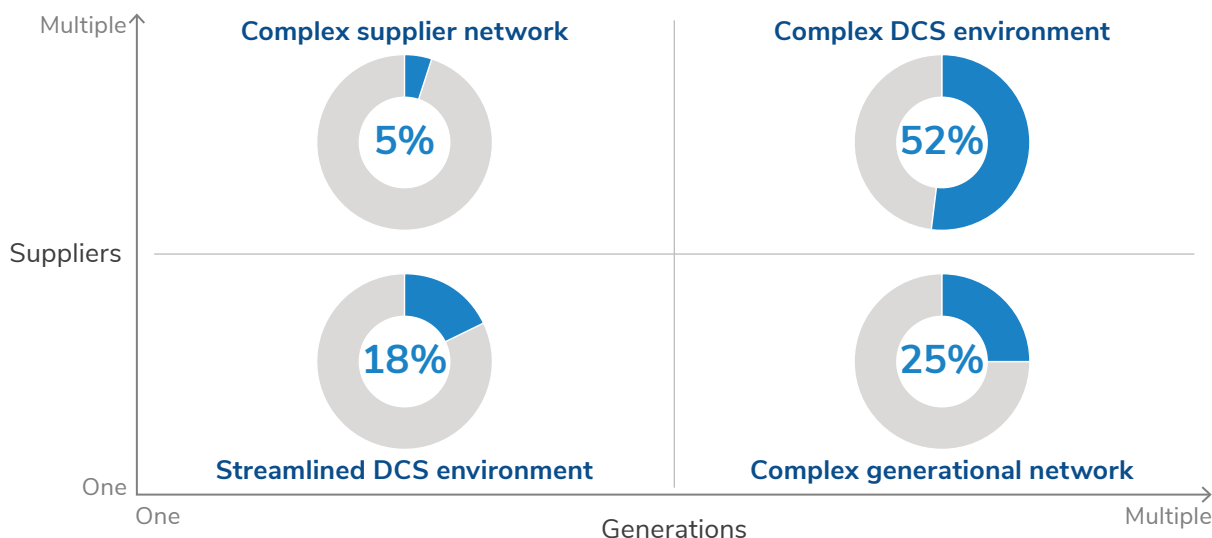 Multiple
Complex supplier network
Complex DCS environment
5%
52%
Suppliers
18%
25%
Streamlined DCS environment
Complex generational network
One
One
Generations
Multiple